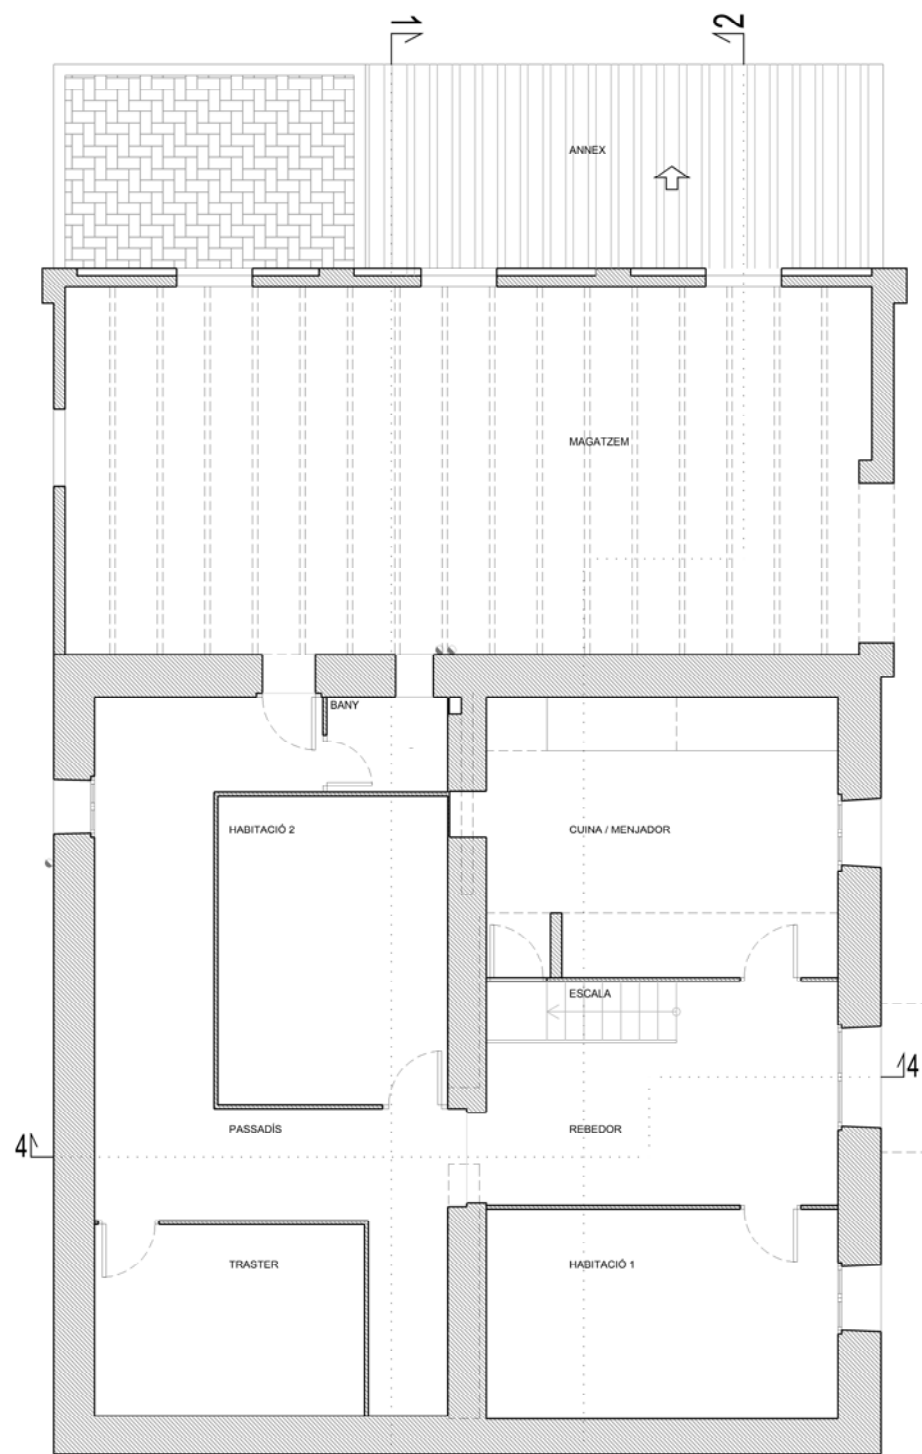 1
2
ANNEX
MAGATZEM
BANY
HABITACIÓ 2
CUINA / MENJADOR
ESCALA
4
PASSADÍS
REBEDOR
4
TRASTER
HABITACIÓ 1